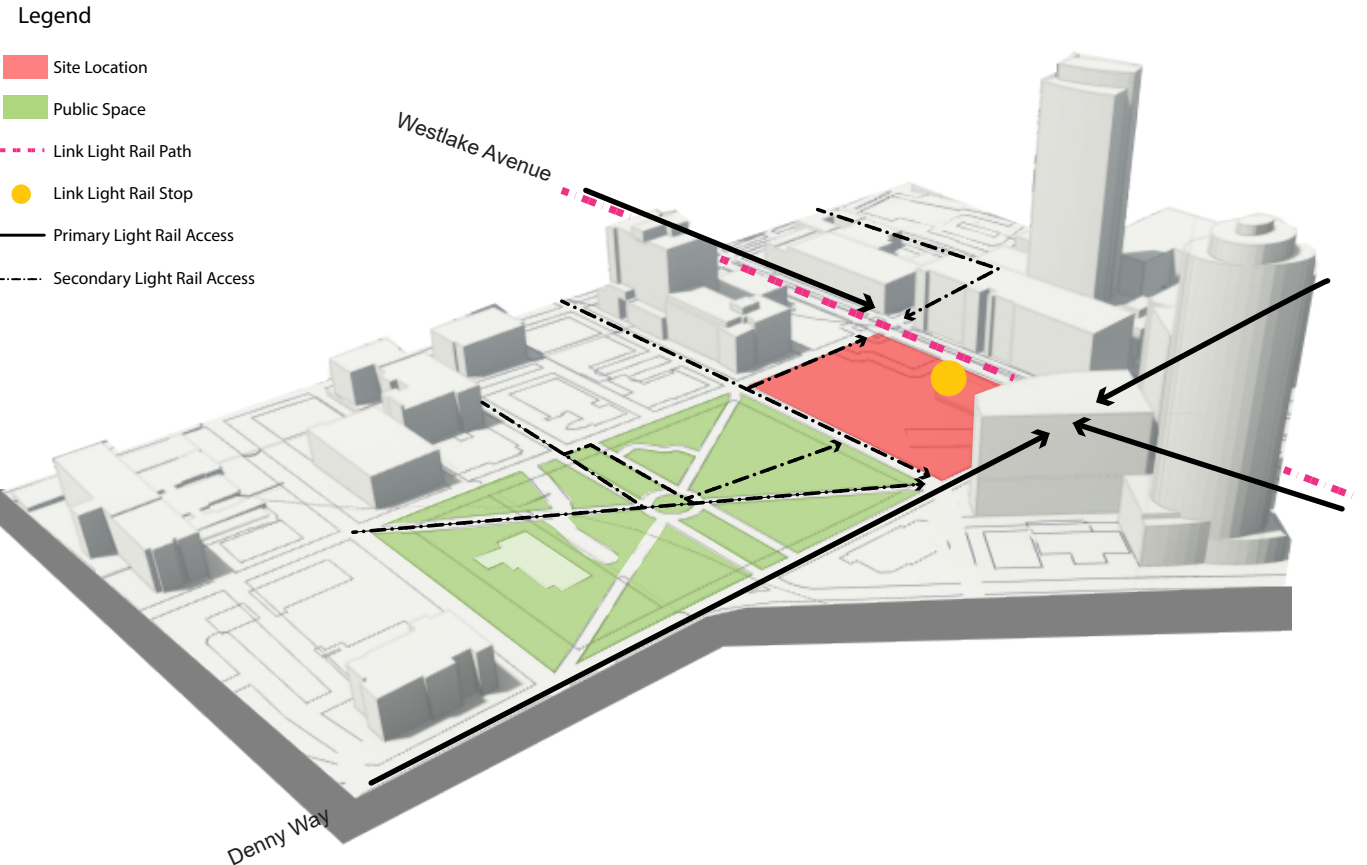 Legend
Site Location
Public Space
Link Light Rail Path
Link Light Rail Stop
Primary Light Rail Access
Secondary Light Rail Access
Westlake Avenue
Denny Way